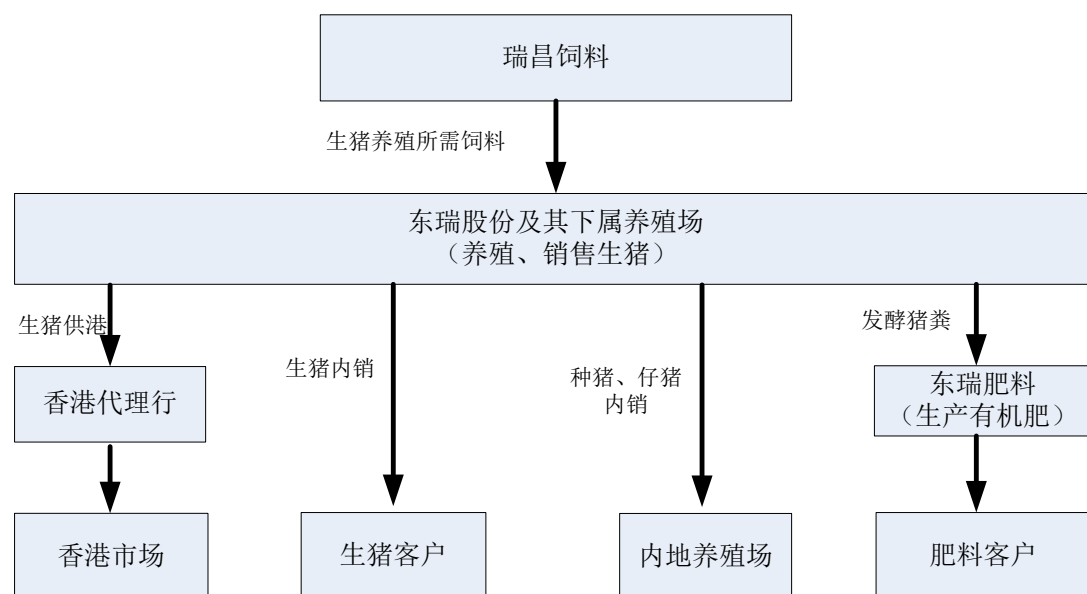 瑞昌饲料
生猪养殖所需饲料
东瑞股份及其下属养殖场
（养殖、销售生猪）
生猪供港
生猪内销
种猪、仔猪
内销
发酵猪粪
香港代理行
东瑞肥料
（生产有机肥）
香港市场
生猪客户
内地养殖场
肥料客户